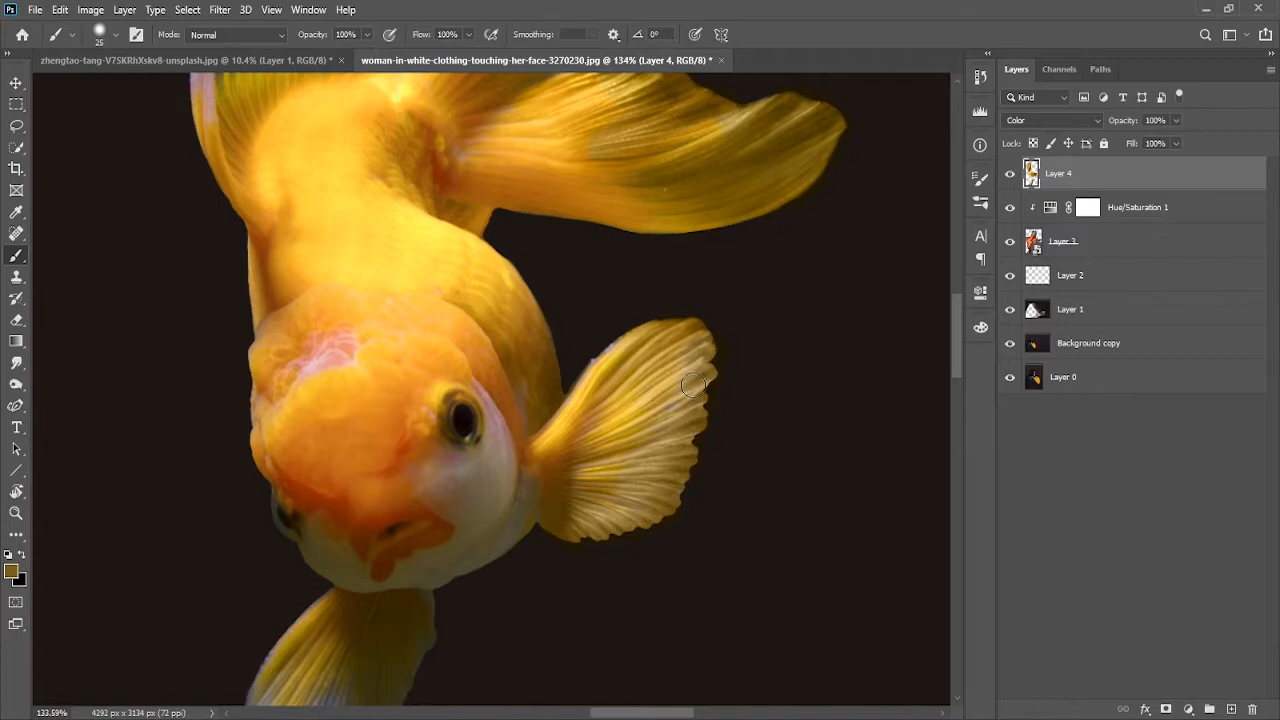 Ps File Edit Image Layer Type Select Filter 3D View Window Help
25 Mode: Normal Opacity: 100% Flow: 100% Smoothing: 0°
zhengtao-tang-V7SKRhXskv8-unsplash.jpg @ 10.4% (Layer 1, RGB/8) * × woman-in-white-clothing-touching-her-face-3270230.jpg @ 134% (Layer 4, RGB/8) * ×
Layers Channels Paths
Kind
Color Opacity: 100%
Lock: Fill: 100%
Layer 4
Hue/Saturation 1
Layer 3
Layer 2
Layer 1
Background copy
Layer 0
133.59% 4292 px x 3134 px (72 ppi)